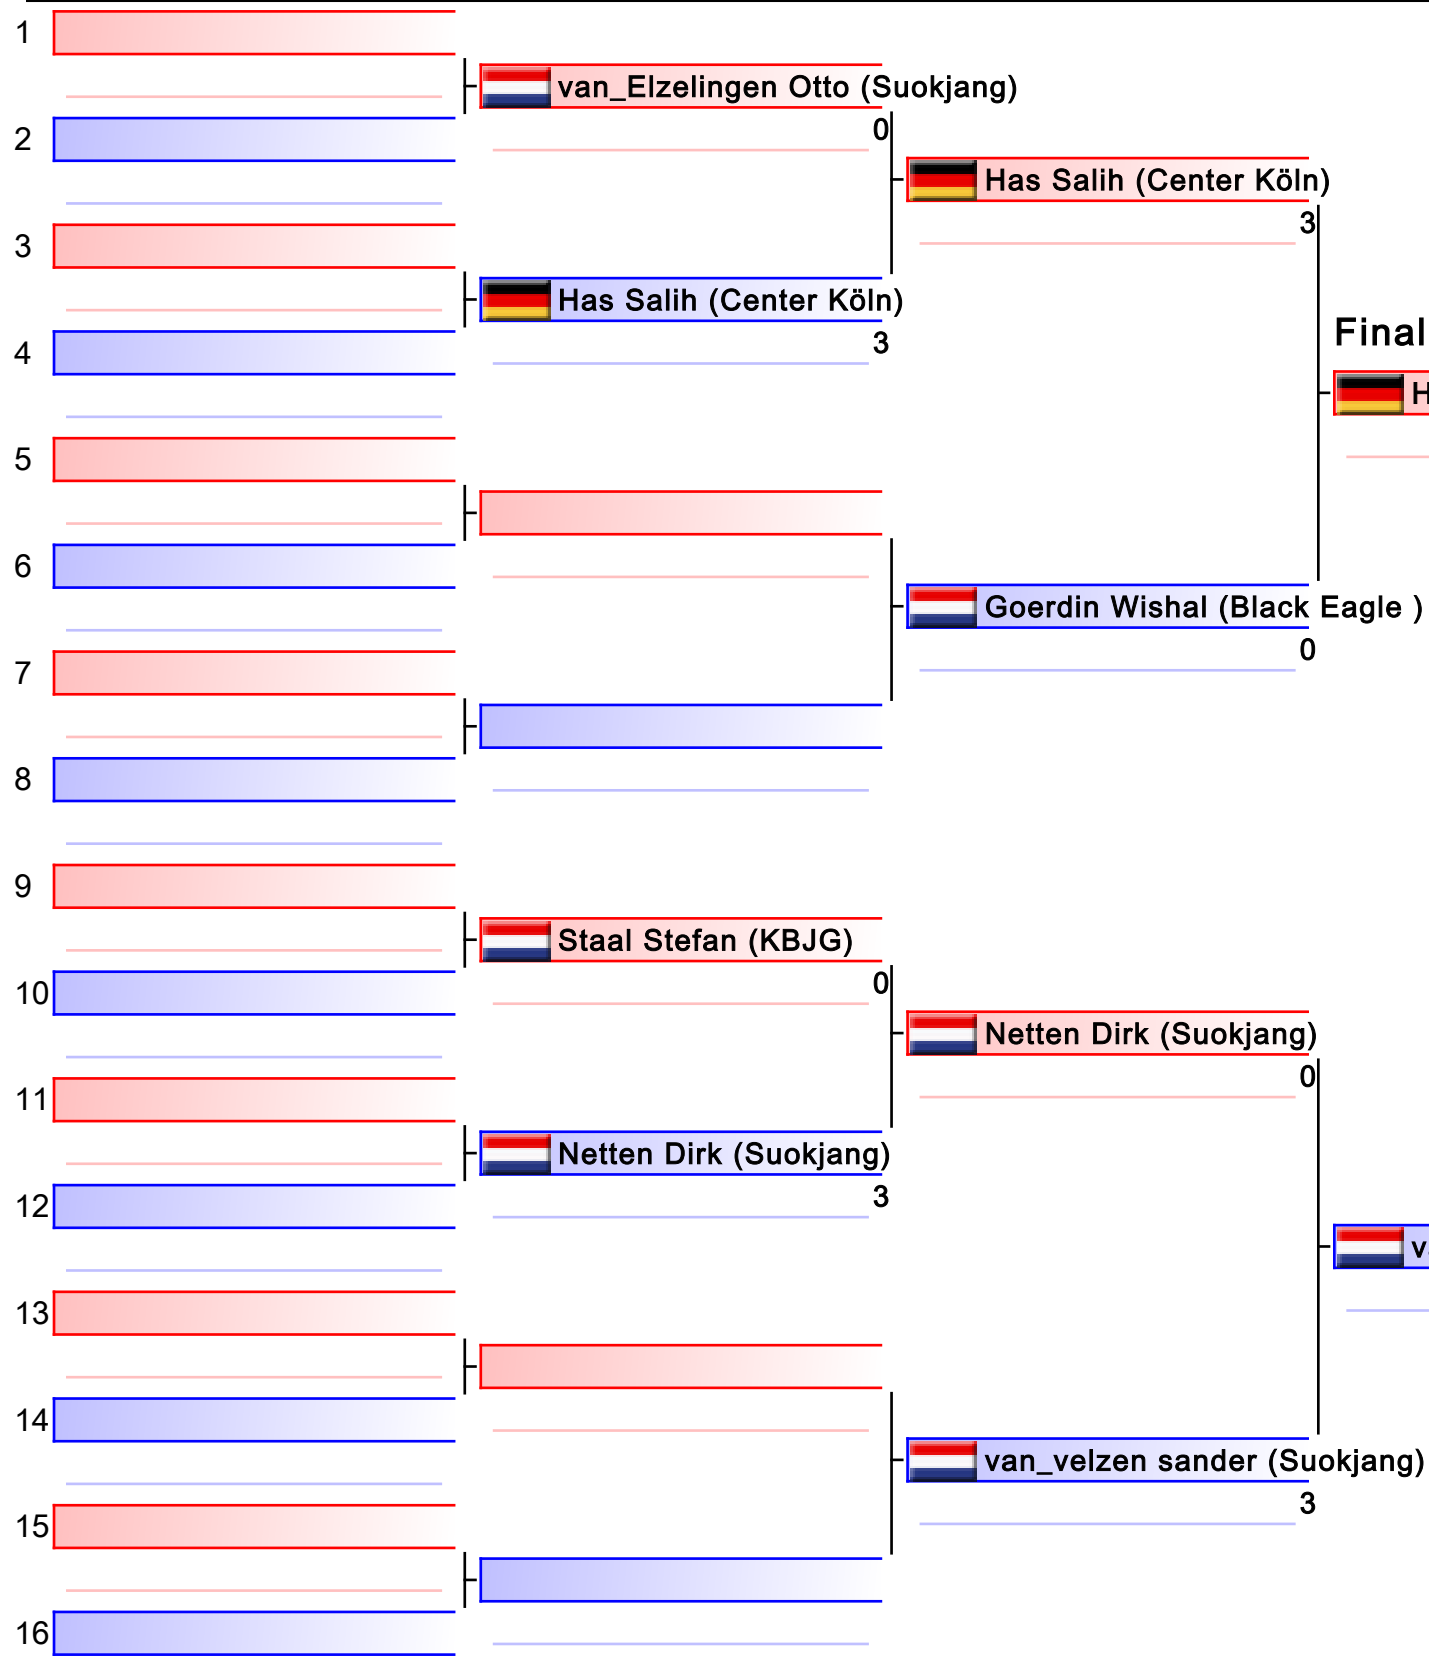 1
van_Elzelingen Otto (Suokjang)
0
2
Has Salih (Center Köln)
3
3
Has Salih (Center Köln)
3
4
Final
H
5
6
Goerdin Wishal (Black Eagle )
0
7
8
9
Staal Stefan (KBJG)
0
10
Netten Dirk (Suokjang)
0
11
Netten Dirk (Suokjang)
3
12
13
14
van_velzen sander (Suokjang)
3
15
16